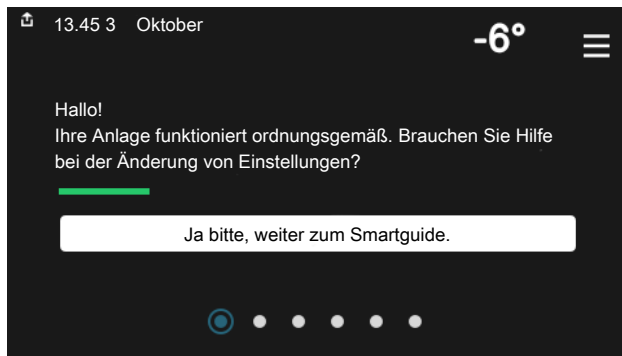 13.45 3 Oktober
-6°
Hallo!
Ihre Anlage funktioniert ordnungsgemäß. Brauchen Sie Hilfe
bei der Änderung von Einstellungen?
Ja bitte, weiter zum Smartguide.